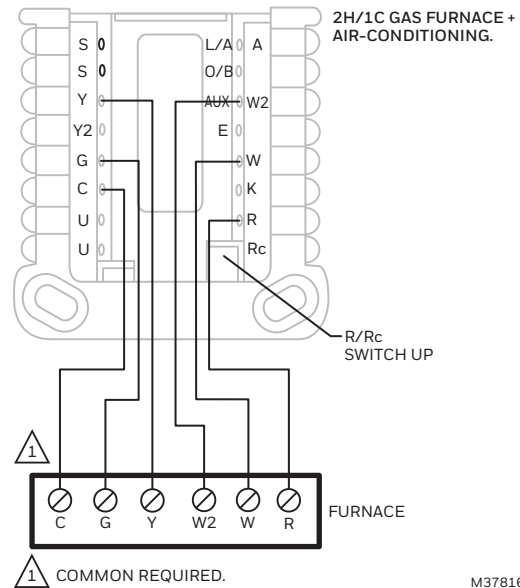 2H/1C GAS FURNACE +
AIR-CONDITIONING.
S
S
Y
Y2
G
C
U
U
L/A A
O/B
AUX W2
E
W
K
R
Rc
R/Rc
SWITCH UP
1
C G Y W2 W R
FURNACE
1 COMMON REQUIRED.
M37816